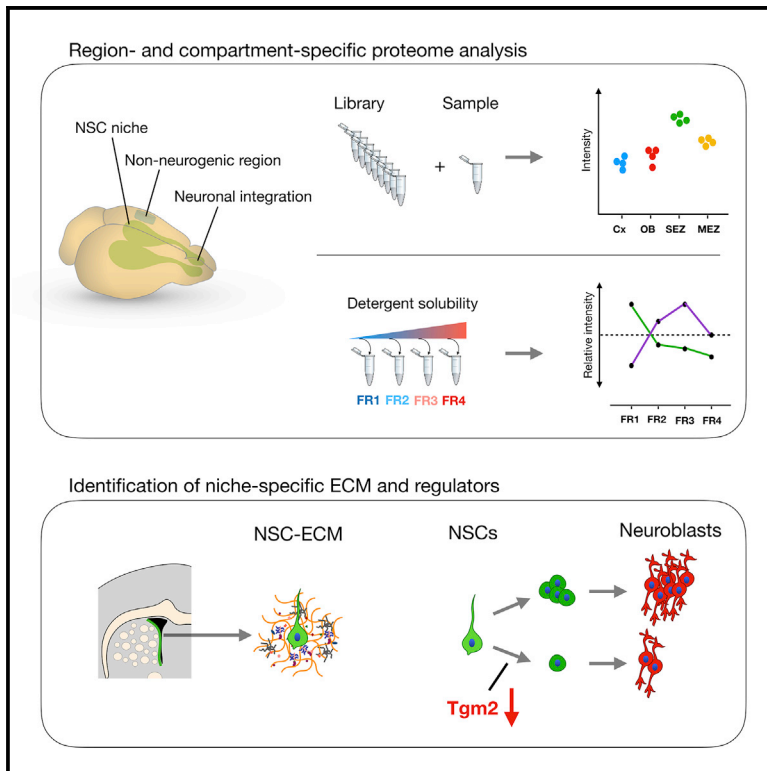 Region- and compartment-specific proteome analysis
NSC niche
Non-neurogenic region
Neuronal integration
Library
Sample
+
Intensity
Cx OB SEZ MEZ
Detergent solubility
FR1 FR2 FR3 FR4
Relative intensity
FR1 FR2 FR3 FR4
Identification of niche-specific ECM and regulators
NSC-ECM
NSCs
Neuroblasts
Tgm2